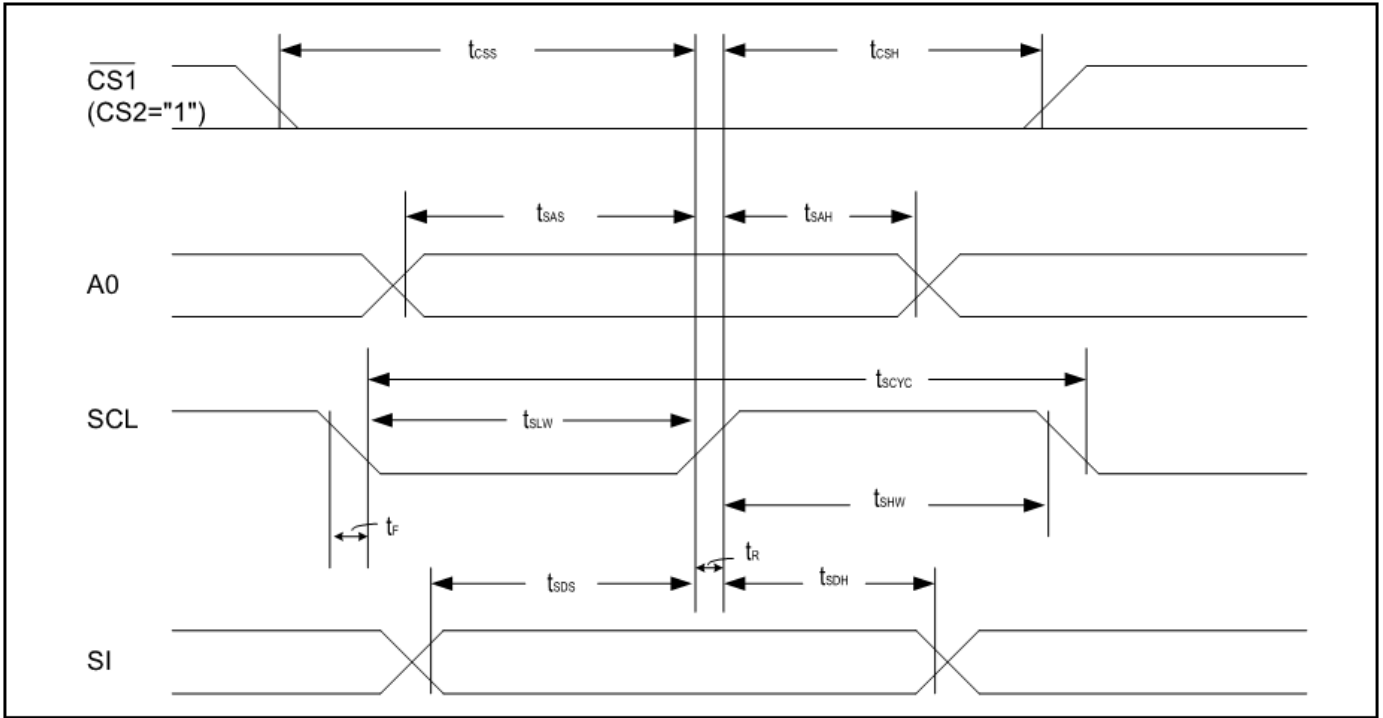 tCSS
tCSH
CS1
(CS2="1")
tSAS
tSAH
A0
tSCYC
SCL
tSLW
tSHW
tF
tR
tSDS
tSDH
SI